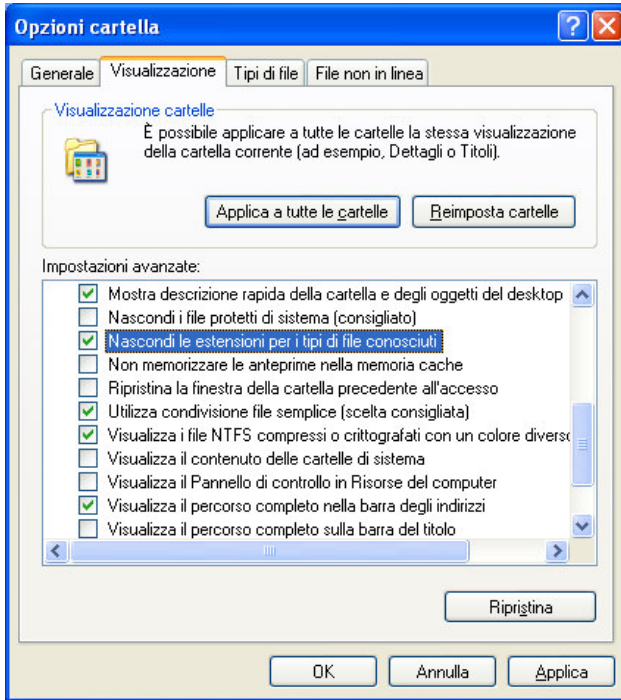 Opzioni cartella
Generale Visualizzazione Tipi di file File non in linea
Visualizzazione cartelle
È possibile applicare a tutte le cartelle la stessa visualizzazione
della cartella corrente (ad esempio, Dettagli o Titoli).
Applica a tutte le cartelle Reimposta cartelle
Impostazioni avanzate:
Mostra descrizione rapida della cartella e degli oggetti del desktop
Nascondi i file protetti di sistema (consigliato)
Nascondi le estensioni per i tipi di file conosciuti
Non memorizzare le anteprime nella memoria cache
Ripristina la finestra della cartella precedente all'accesso
Utilizza condivisione file semplice (scelta consigliata)
Visualizza i file NTFS compressi o crittografati con un colore diverso
Visualizza il contenuto delle cartelle di sistema
Visualizza il Pannello di controllo in Risorse del computer
Visualizza il percorso completo nella barra degli indirizzi
Visualizza il percorso completo sulla barra del titolo
Ripristina
OK Annulla Applica